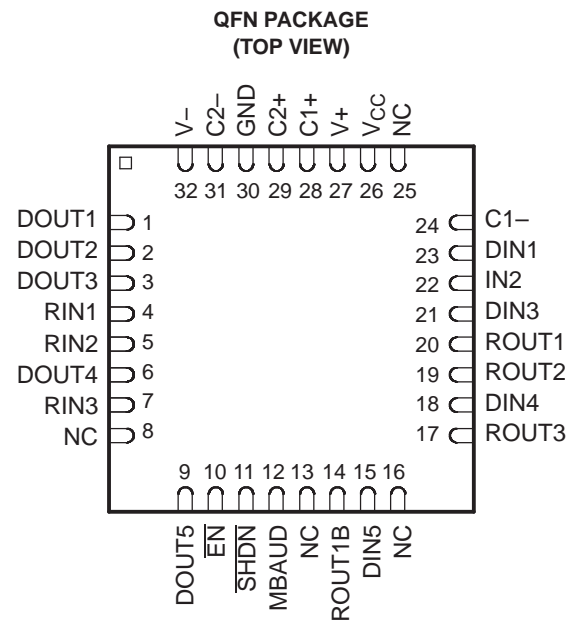 QFN PACKAGE
(TOP VIEW)
V–
C2–
GND
C2+
C1+
V+
VCC
NC
32 31 30 29 28 27 26 25
DOUT1 1
DOUT2 2
DOUT3 3
RIN1 4
RIN2 5
DOUT4 6
RIN3 7
NC 8
24 C1–
23 DIN1
22 IN2
21 DIN3
20 ROUT1
19 ROUT2
18 DIN4
17 ROUT3
9 10 11 12 13 14 15 16
DOUT5
EN
SHDN
MBAUD
NC
ROUT1B
DIN5
NC